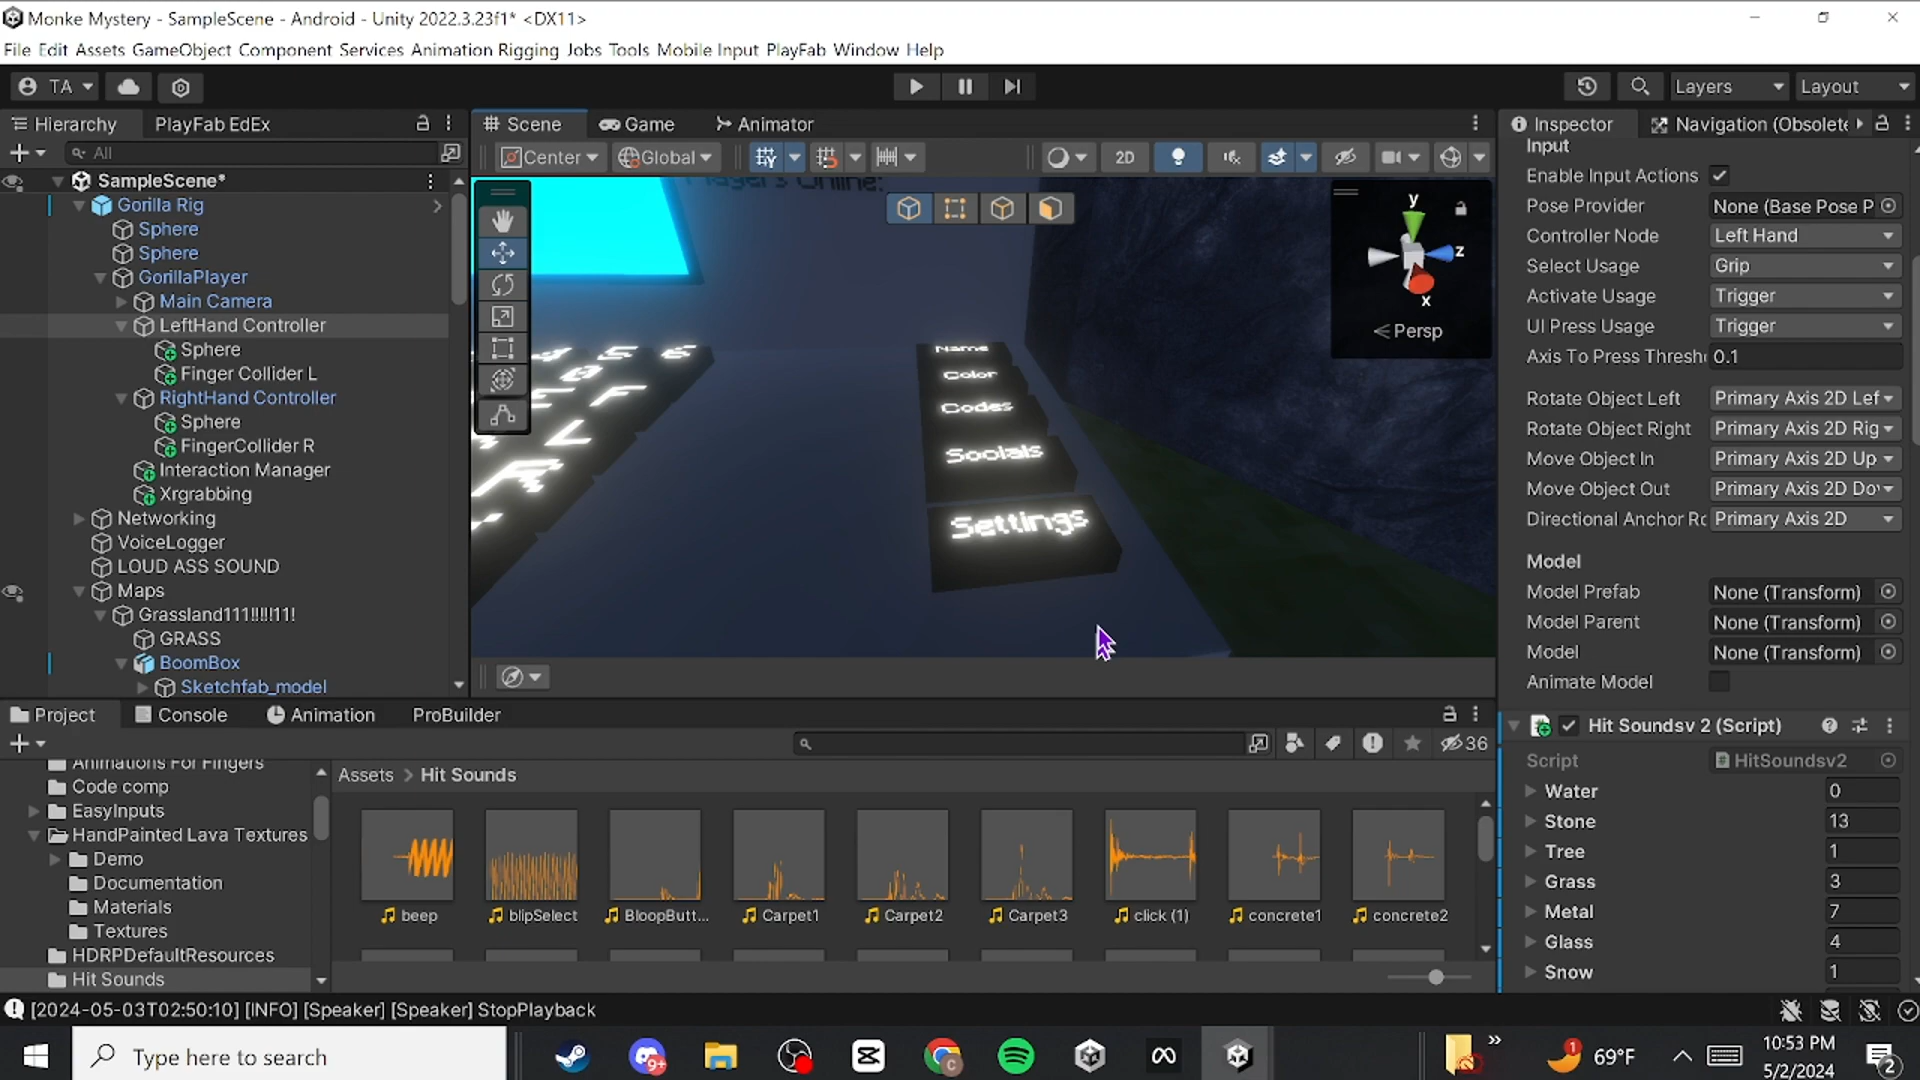 Monke Mystery - SampleScene - Android - Unity 2022.3.23f1* <DX11>
File Edit Assets GameObject Component Services Animation Rigging Jobs Tools Mobile Input PlayFab Window Help
TA
Layers
Layout
Hierarchy
PlayFab EdEx
All
SampleScene*
Gorilla Rig
Sphere
Sphere
GorillaPlayer
Main Camera
LeftHand Controller
Sphere
Finger Collider L
RightHand Controller
Sphere
FingerCollider R
Interaction Manager
Xrgrabbing
Networking
VoiceLogger
LOUD ASS SOUND
Maps
Grassland111!!!!!11!
GRASS
BoomBox
Sketchfab_model
Scene
Game
Animator
Center
Global
2D
Players Online:
y
z
x
Persp
Name
Color
Codes
Socials
Settings
Inspector
Navigation (Obsolete
Input
Enable Input Actions
Pose Provider
None (Base Pose P
Controller Node
Left Hand
Select Usage
Grip
Activate Usage
Trigger
UI Press Usage
Trigger
Axis To Press Thresh
0.1
Rotate Object Left
Primary Axis 2D Lef
Rotate Object Right
Primary Axis 2D Rig
Move Object In
Primary Axis 2D Up
Move Object Out
Primary Axis 2D Do
Directional Anchor Ro
Primary Axis 2D
Model
Model Prefab
None (Transform)
Model Parent
None (Transform)
Model
None (Transform)
Animate Model
Hit Soundsv 2 (Script)
Script
HitSoundsv2
Water
0
Stone
13
Tree
1
Grass
3
Metal
7
Glass
4
Snow
1
Project
Console
Animation
ProBuilder
36
Animations For Fingers
Code comp
EasyInputs
HandPainted Lava Textures
Demo
Documentation
Materials
Textures
HDRPDefaultResources
Hit Sounds
Assets > Hit Sounds
beep
blipSelect
BloopButt...
Carpet1
Carpet2
Carpet3
click (1)
concrete1
concrete2
[2024-05-03T02:50:10] [INFO] [Speaker] [Speaker] StopPlayback
Type here to search
9+
C
1
69°F
10:53 PM
5/2/2024
2